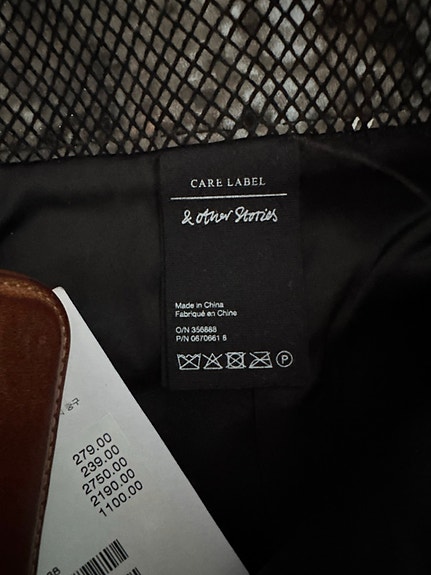 CARE LABEL
& other Stories
Made in China
Fabriqué en Chine
O/N 356888
P/N 0670661 6
P
279.00
239.00
2750.00
2190.00
1100.00